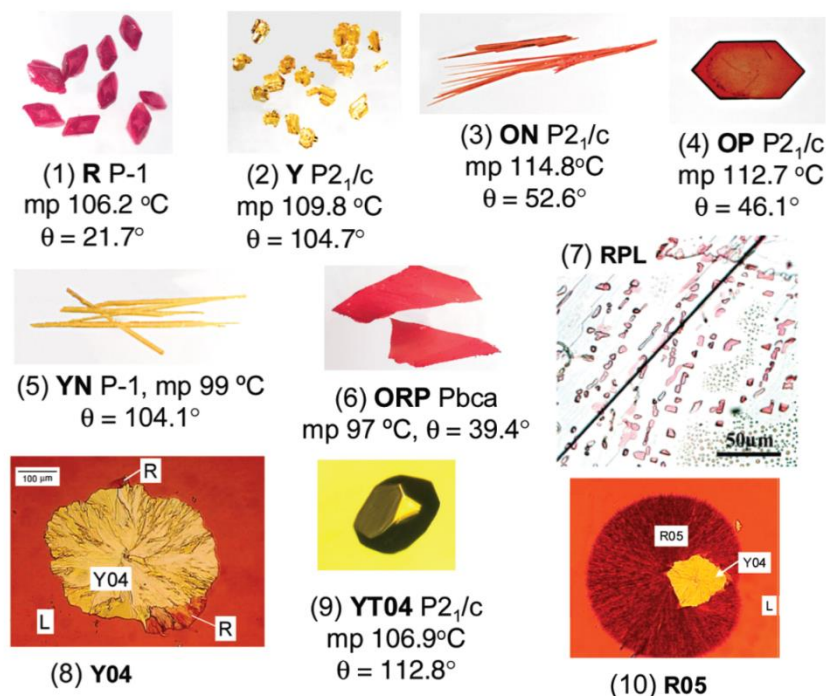 (1) R P-1
mp 106.2 °C
θ = 21.7°
(2) Y P2₁/c
mp 109.8 °C
θ = 104.7°
(3) ON P2₁/c
mp 114.8°C
θ = 52.6°
(4) OP P2₁/c
mp 112.7 °C
θ = 46.1°
(5) YN P-1, mp 99 ºC
θ = 104.1°
(6) ORP Pbca
mp 97 ºC, θ = 39.4°
(7) RPL
50µm
100 µm
R
Y04
L
R
(8) Y04
(9) YT04 P2₁/c
mp 106.9°C
θ = 112.8°
R05
Y04
L
(10) R05